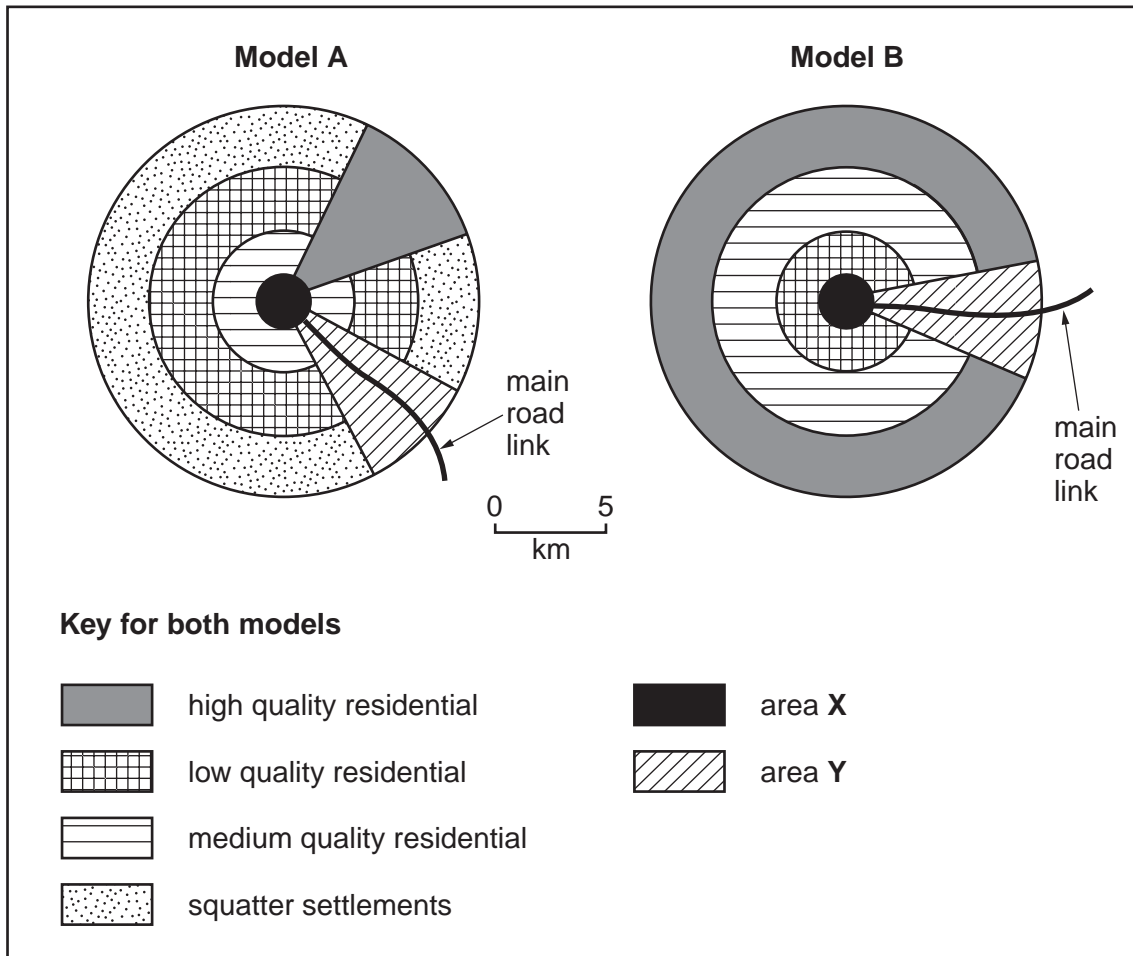 Model A
Model B
main
road
link
main
road
link
0 5
km
Key for both models
high quality residential
low quality residential
medium quality residential
squatter settlements
area X
area Y